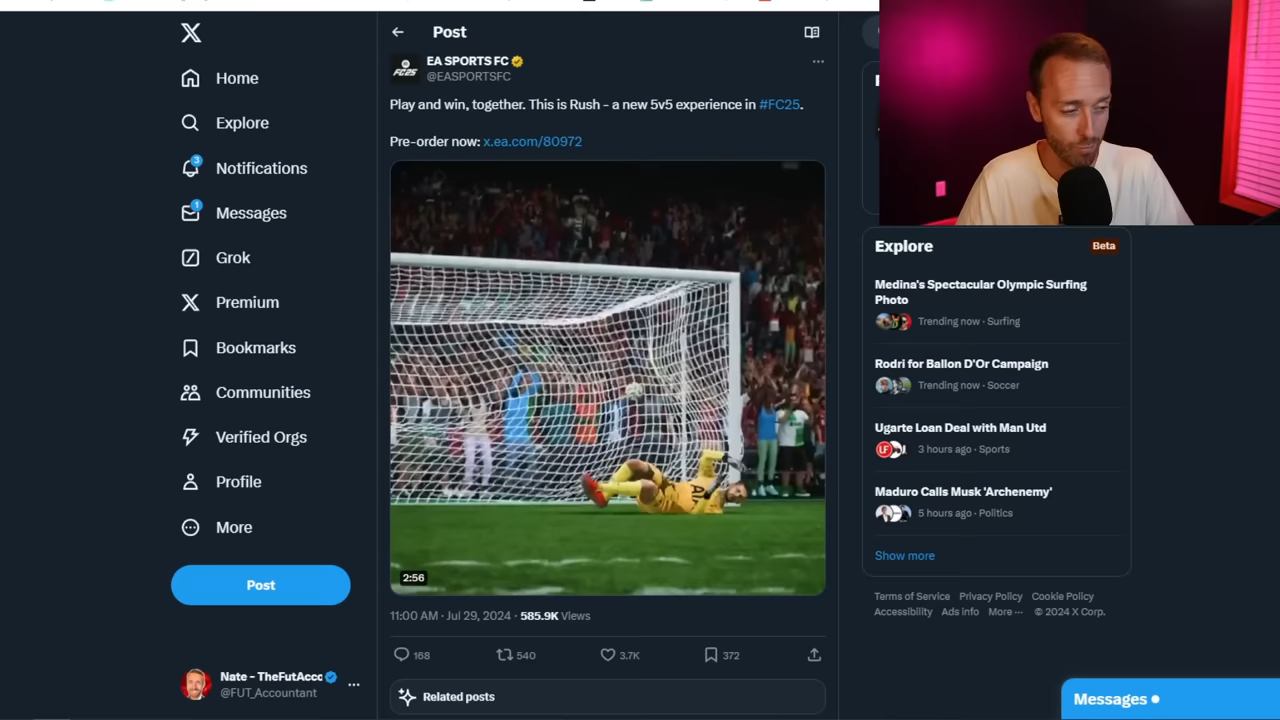 Post
EA SPORTS FC
@EASPORTSFC
Play and win, together. This is Rush - a new 5v5 experience in #FC25.
Pre-order now: x.ea.com/80972
2:56
11:00 AM · Jul 29, 2024 · 585.9K Views
168
540
3.7K
372
Related posts
Home
Explore
3
Notifications
1
Messages
Grok
Premium
Bookmarks
Communities
Verified Orgs
Profile
More
Post
Nate - TheFutAcc
@FUT_Accountant
Explore
Beta
Medina's Spectacular Olympic Surfing
Photo
Trending now · Surfing
Rodri for Ballon D'Or Campaign
Trending now · Soccer
Ugarte Loan Deal with Man Utd
3 hours ago · Sports
Maduro Calls Musk 'Archenemy'
5 hours ago · Politics
Show more
Terms of Service Privacy Policy Cookie Policy
Accessibility Ads info More ··· © 2024 X Corp.
Messages